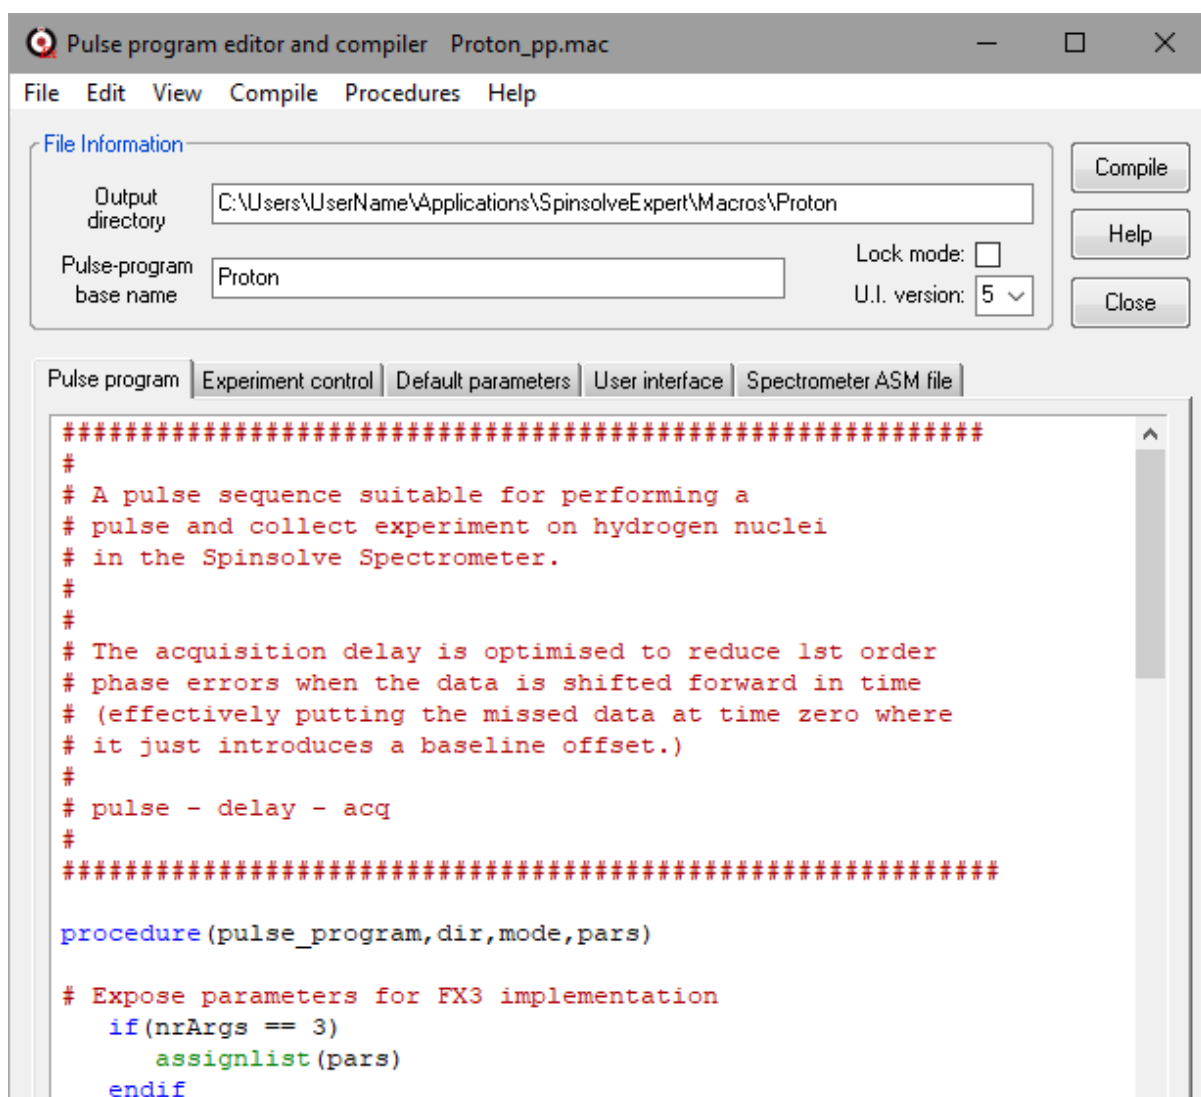 Pulse program editor and compiler Proton_pp.mac
File Edit View Compile Procedures Help
File Information
Output directory
C:\Users\UserName\Applications\SpinsolveExpert\Macros\Proton
Pulse-program base name
Proton
Lock mode:
U.I. version: 5
Compile
Help
Close
Pulse program Experiment control Default parameters User interface Spectrometer ASM file
###########################################################
#
# A pulse sequence suitable for performing a
# pulse and collect experiment on hydrogen nuclei
# in the Spinsolve Spectrometer.
#
#
# The acquisition delay is optimised to reduce 1st order
# phase errors when the data is shifted forward in time
# (effectively putting the missed data at time zero where
# it just introduces a baseline offset.)
#
# pulse - delay - acq
#
############################################################
procedure(pulse_program,dir,mode,pars)
# Expose parameters for FX3 implementation
if(nrArgs == 3)
assignlist(pars)
endif